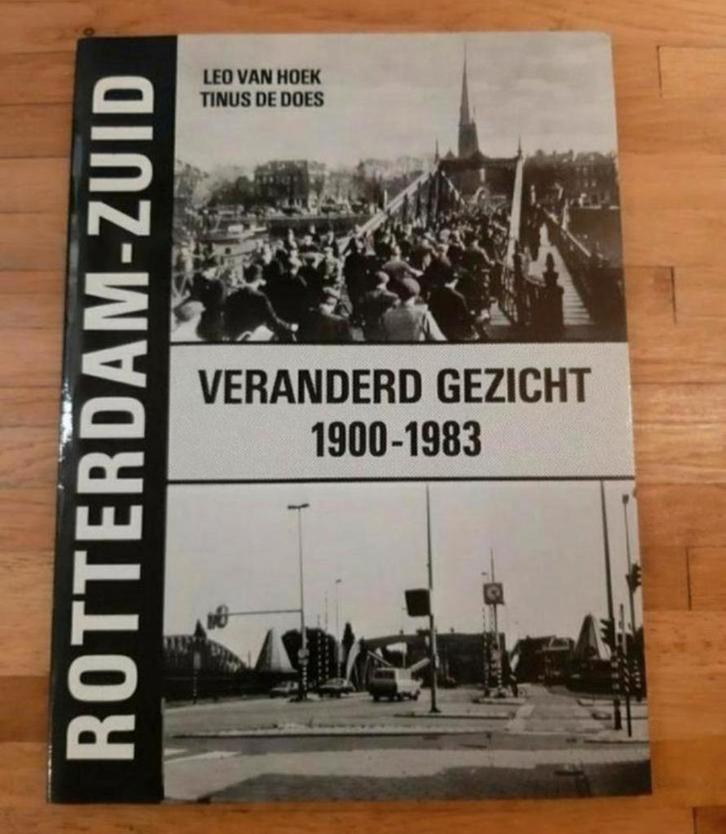 ROTTERDAM-ZUID
LEO VAN HOEK
TINUS DE DOES
VERANDERD GEZICHT
1900-1983